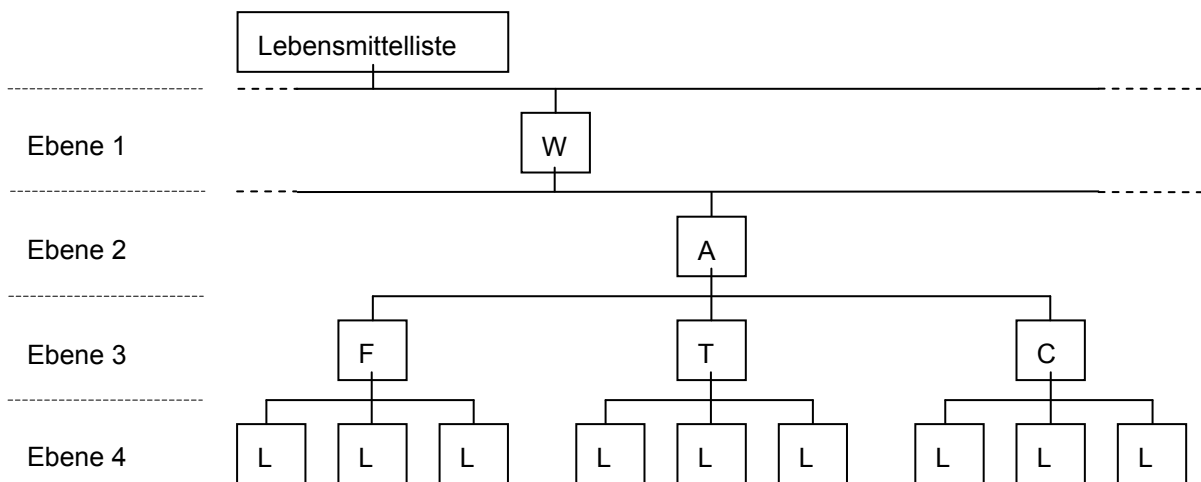 Lebensmittelliste
Ebene 1
W
Ebene 2
A
Ebene 3
F T C
Ebene 4
L L L L L L L L L